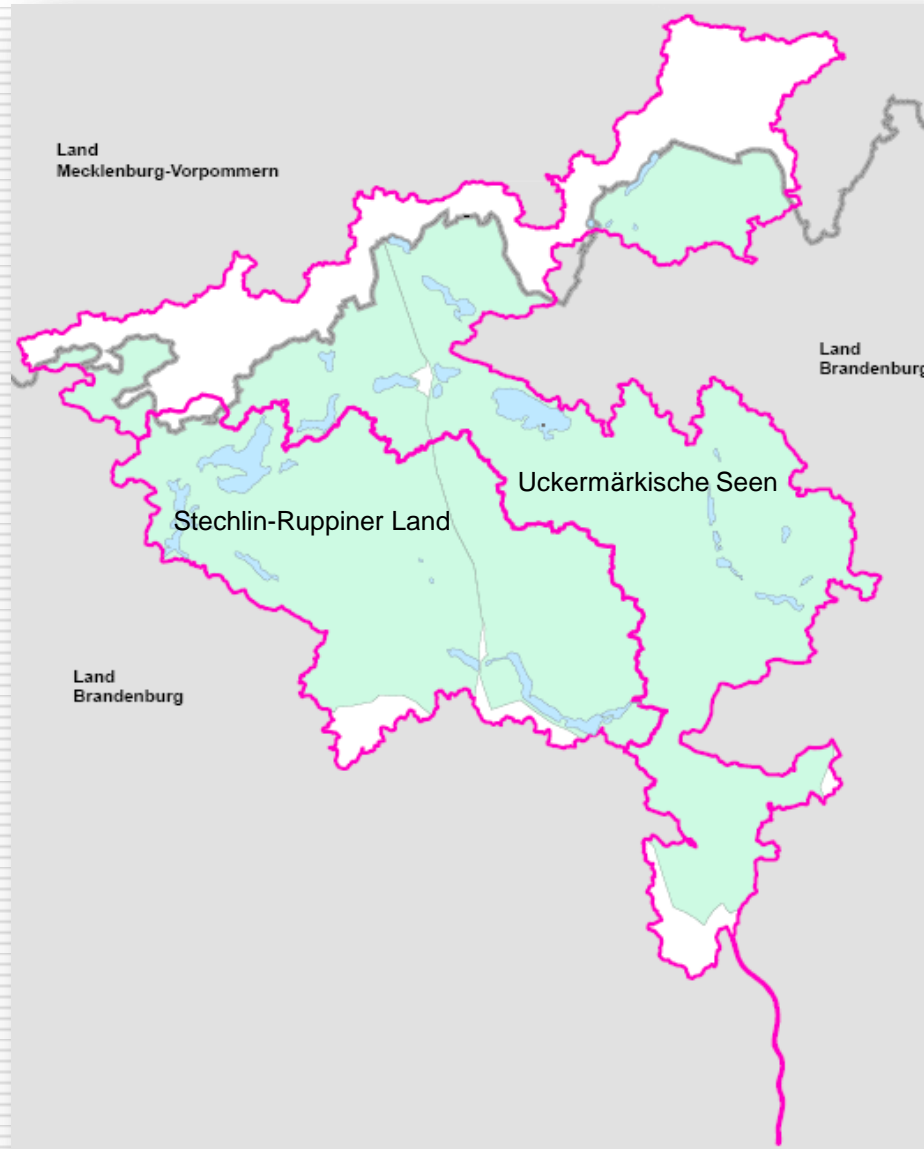 Land
Mecklenburg-Vorpommern
Land
Brandenburg
Uckermärkische Seen
Stechlin-Ruppiner Land
Land
Brandenburg